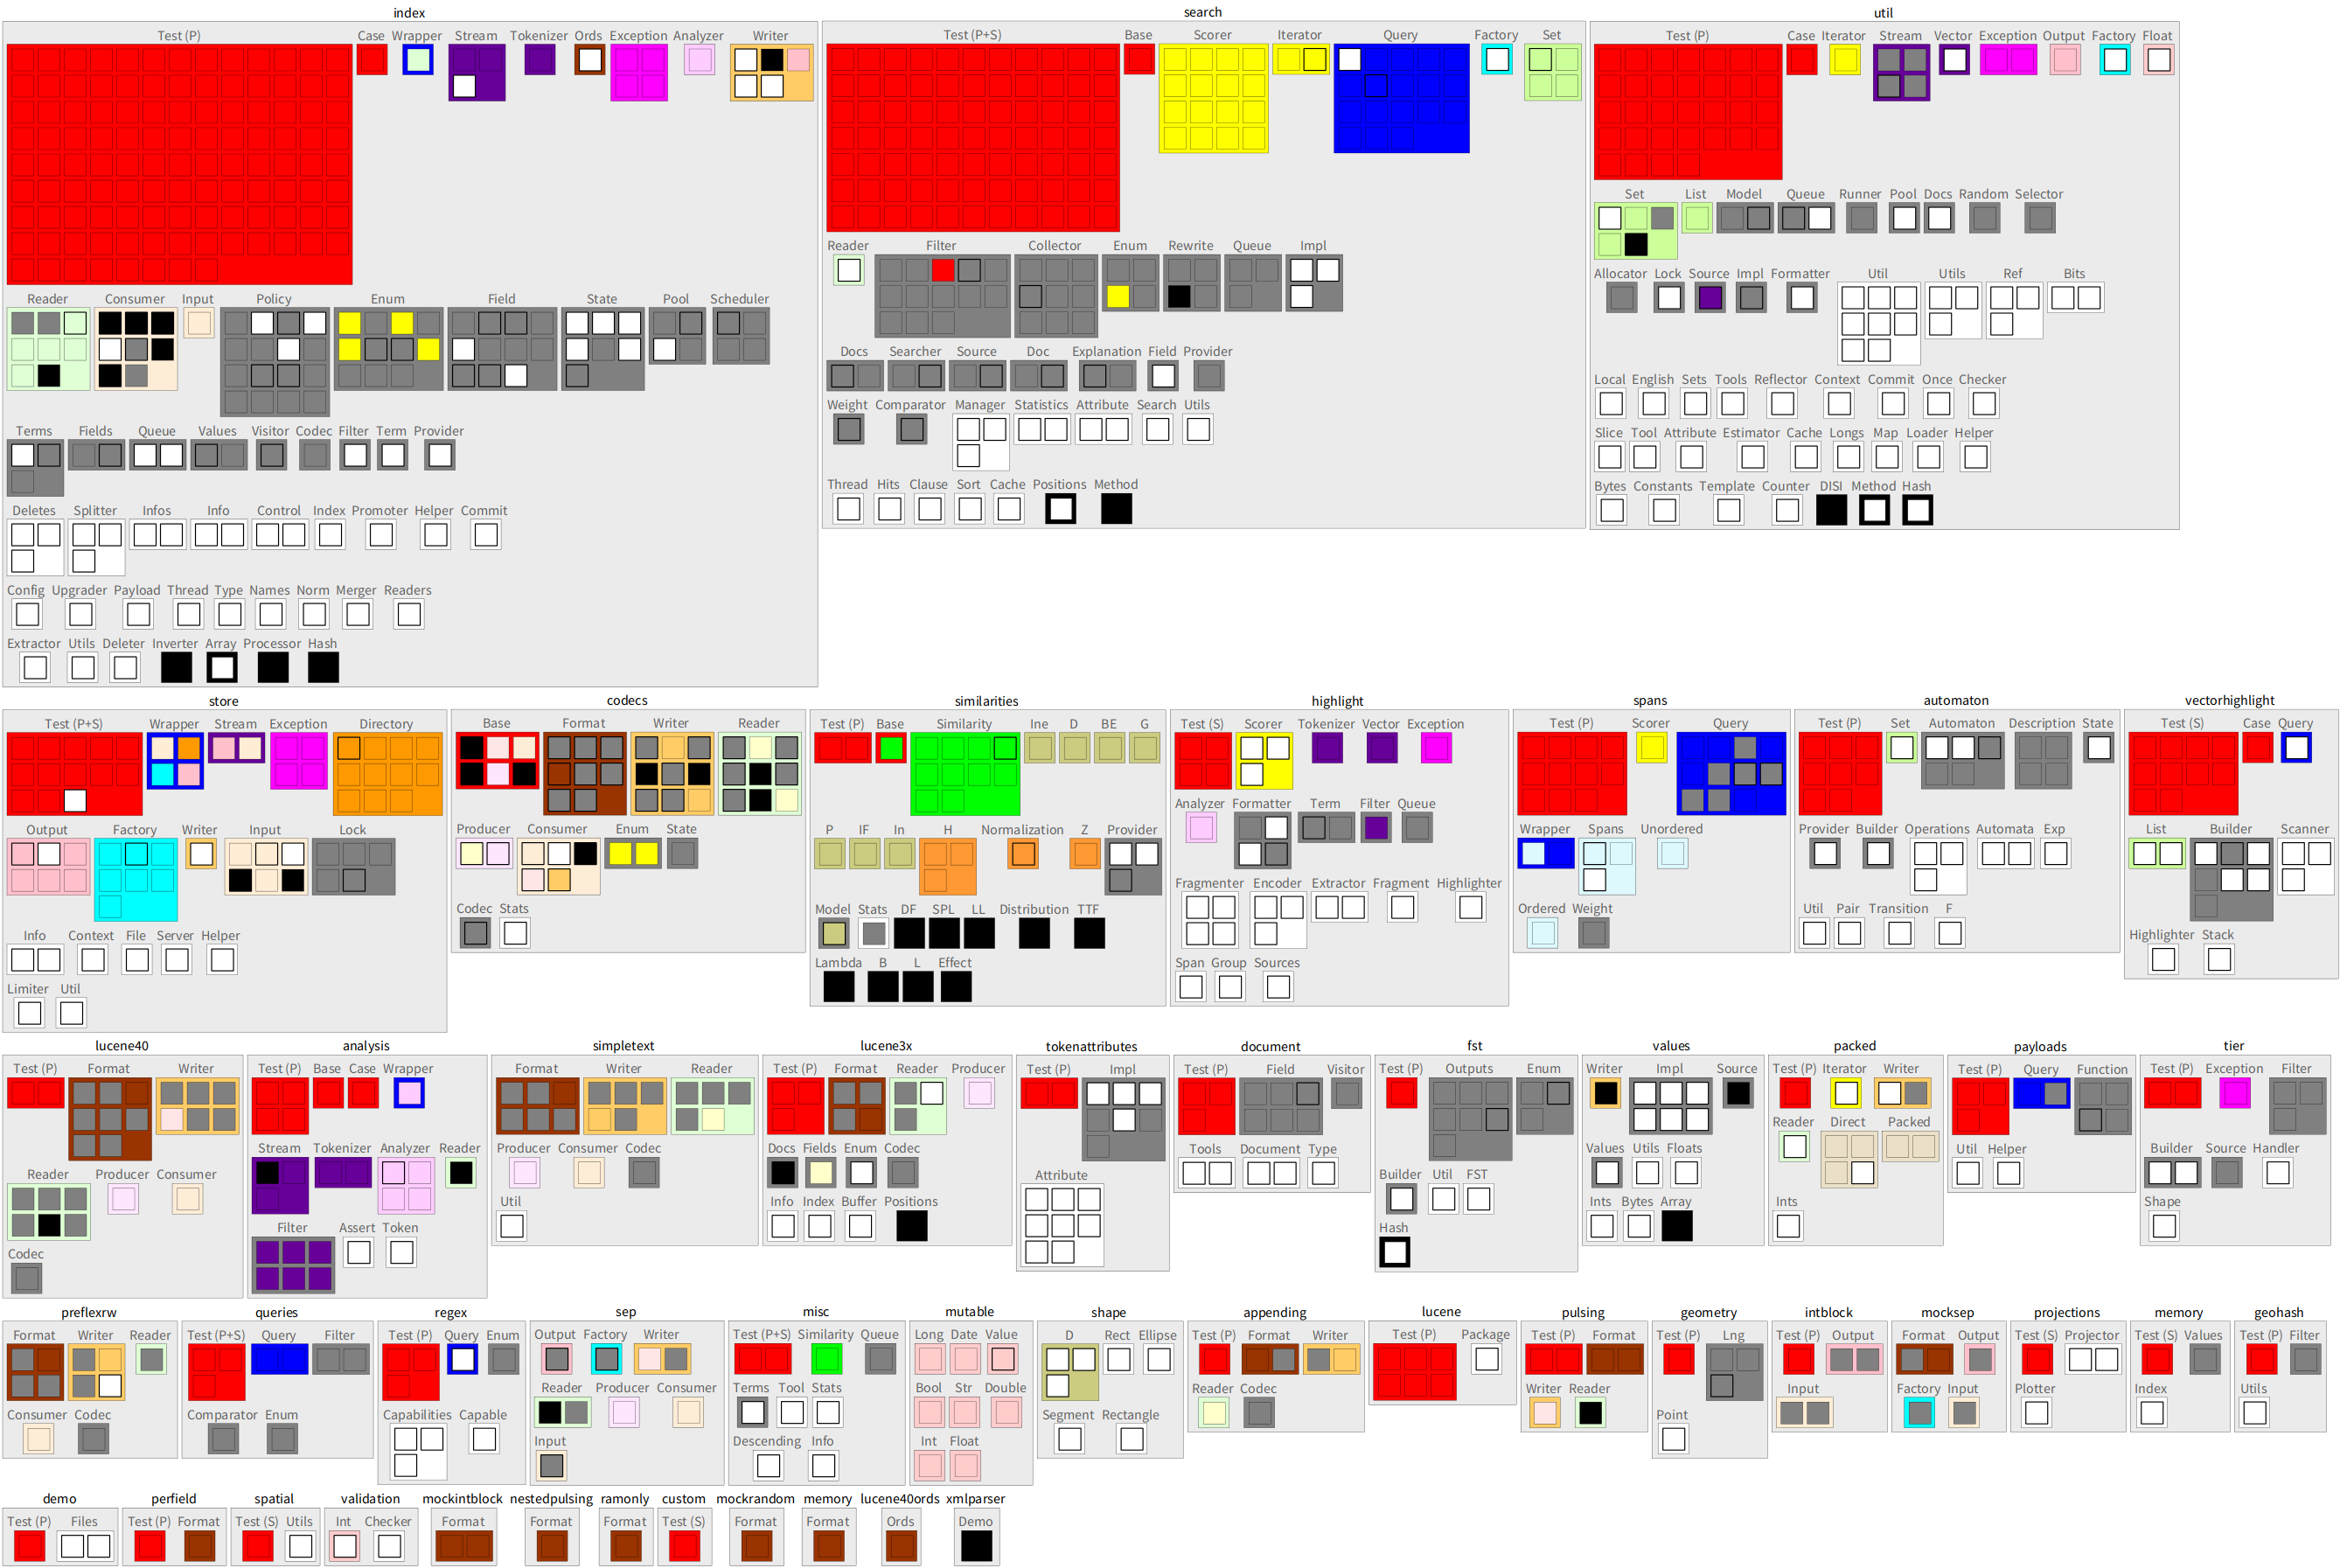 index search util
Test (P) Case Wrapper Stream Tokenizer Ords Exception Analyzer Writer
Test (P+S) Base Scorer Iterator Query Factory Set
Test (P) Case Iterator Stream Vector Exception Output Factory Float
Set List Model Queue Runner Pool Docs Random Selector
Reader Filter Collector Enum Rewrite Queue Impl
Allocator Lock Source Impl Formatter Util Utils Ref Bits
Reader Consumer Input Policy Enum Field State Pool Scheduler
Docs Searcher Source Doc Explanation Field Provider
Local English Sets Tools Reflector Context Commit Once Checker
Weight Comparator Manager Statistics Attribute Search Utils
Terms Fields Queue Values Visitor Codec Filter Term Provider
Slice Tool Attribute Estimator Cache Longs Map Loader Helper
Thread Hits Clause Sort Cache Positions Method
Bytes Constants Template Counter DISI Method Hash
Deletes Splitter Infos Info Control Index Promoter Helper Commit
Config Upgrader Payload Thread Type Names Norm Merger Readers
Extractor Utils Deleter Inverter Array Processor Hash
store codecs similarities highlight spans automaton vectorhighlight
Test (P+S) Wrapper Stream Exception Directory
Base Format Writer Reader
Test (P) Base Similarity Ine D BE G
Test (S) Scorer Tokenizer Vector Exception
Test (P) Scorer Query
Test (P) Set Automaton Description State
Test (S) Case Query
Output Factory Writer Input Lock
Producer Consumer Enum State
P IF In H Normalization Z Provider
Analyzer Formatter Term Filter Queue
Wrapper Spans Unordered
Provider Builder Operations Automata Exp
List Builder Scanner
Fragmenter Encoder Extractor Fragment Highlighter
Codec Stats
Model Stats DF SPL LL Distribution TTF
Ordered Weight
Util Pair Transition F
Highlighter Stack
Info Context File Server Helper
Lambda B L Effect
Span Group Sources
Limiter Util
lucene40 analysis simpletext lucene3x tokenattributes document fst values packed payloads tier
Test (P) Format Writer
Test (P) Base Case Wrapper
Format Writer Reader
Test (P) Format Reader Producer
Test (P) Impl
Test (P) Field Visitor
Test (P) Outputs Enum
Writer Impl Source
Test (P) Iterator Writer
Test (P) Query Function
Test (P) Exception Filter
Reader Producer Consumer
Stream Tokenizer Analyzer Reader
Producer Consumer Codec
Docs Fields Enum Codec
Attribute
Tools Document Type
Builder Util FST
Values Utils Floats
Reader Direct Packed
Util Helper
Builder Source Handler
Codec
Filter Assert Token
Util
Info Index Buffer Positions
Hash
Ints Bytes Array
Ints
Shape
preflexrw queries regex sep misc mutable shape appending lucene pulsing geometry intblock mocksep projections memory geohash
Format Writer Reader
Test (P+S) Query Filter
Test (P) Query Enum
Output Factory Writer
Test (P+S) Similarity Queue
Long Date Value
D Rect Ellipse
Test (P) Format Writer
Test (P) Package
Test (P) Format
Test (P) Lng
Test (P) Output
Format Output
Test (S) Projector
Test (S) Values
Test (P) Filter
Consumer Codec
Comparator Enum
Capabilities Capable
Reader Producer Consumer
Terms Tool Stats
Bool Str Double
Segment Rectangle
Reader Codec
Writer Reader
Point
Input
Factory Input
Plotter
Index
Utils
Input
Descending Info
Int Float
demo perfield spatial validation mockintblock nestedpulsing ramonly custom mockrandom memory lucene40ords xmlparser
Test (P) Files
Test (P) Format
Test (S) Utils
Int Checker
Format
Format
Format
Test (S)
Format
Format
Ords
Demo